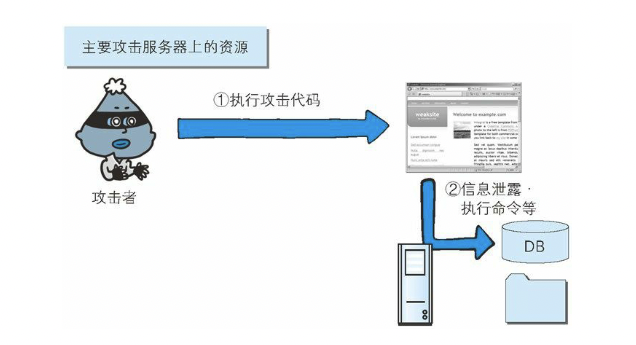 主要攻击服务器上的资源
①执行攻击代码
攻击者
website
Welcome to example.com
②信息泄露·
执行命令等
DB